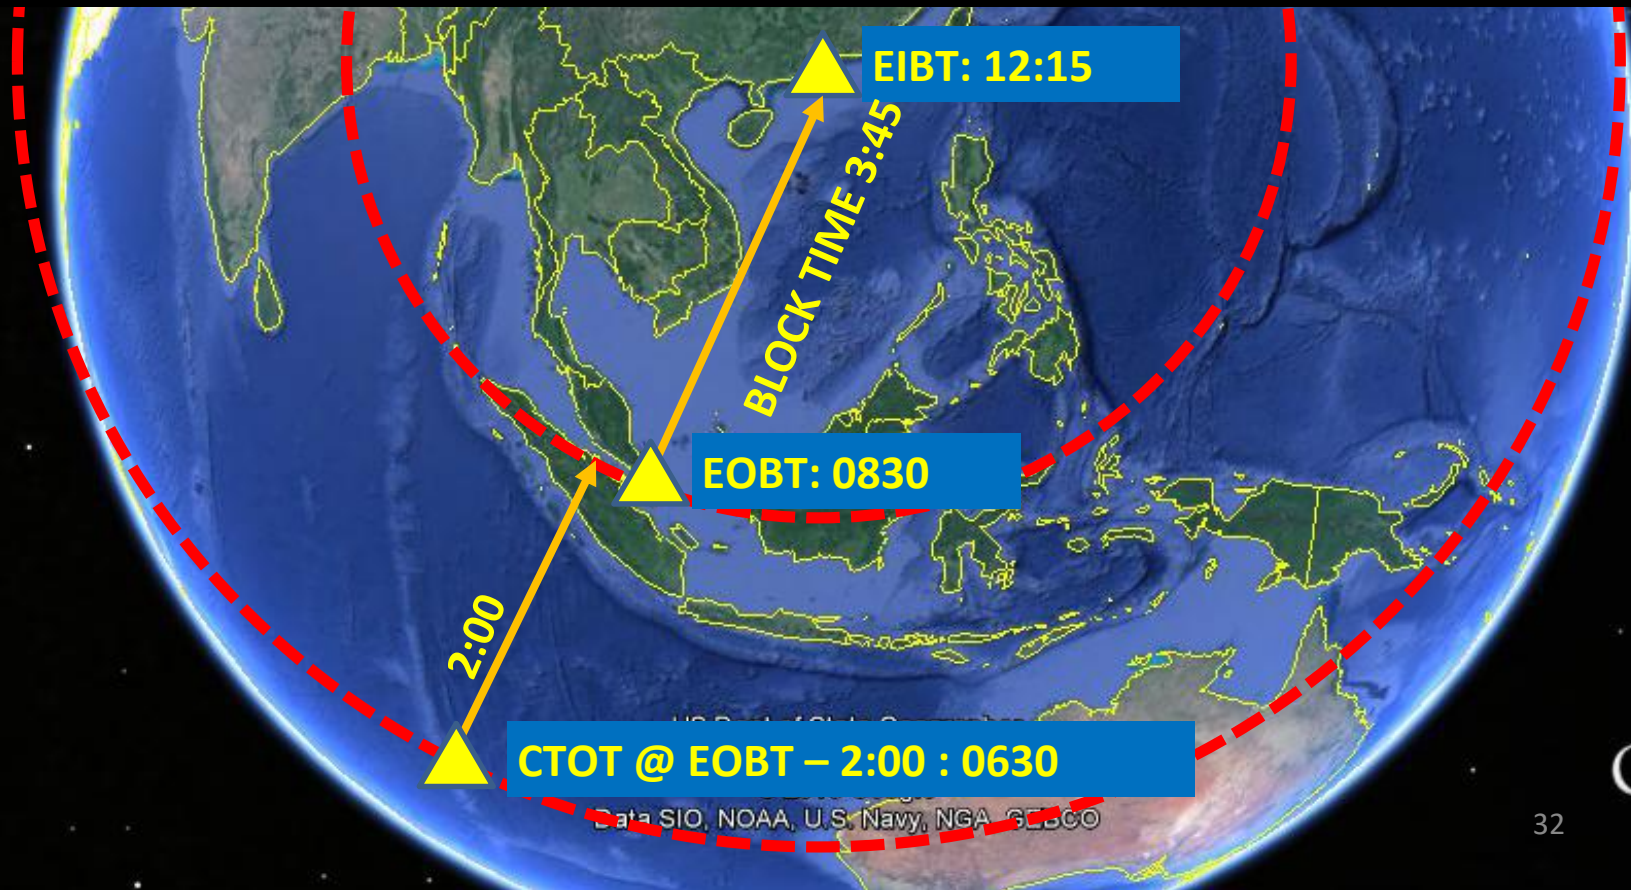 EIBT: 12:15
BLOCK TIME 3:45
EOBT: 0830
2:00
CTOT @ EOBT – 2:00 : 0630
Data SIO, NOAA, U.S. Navy, NGA, GEBCO
32